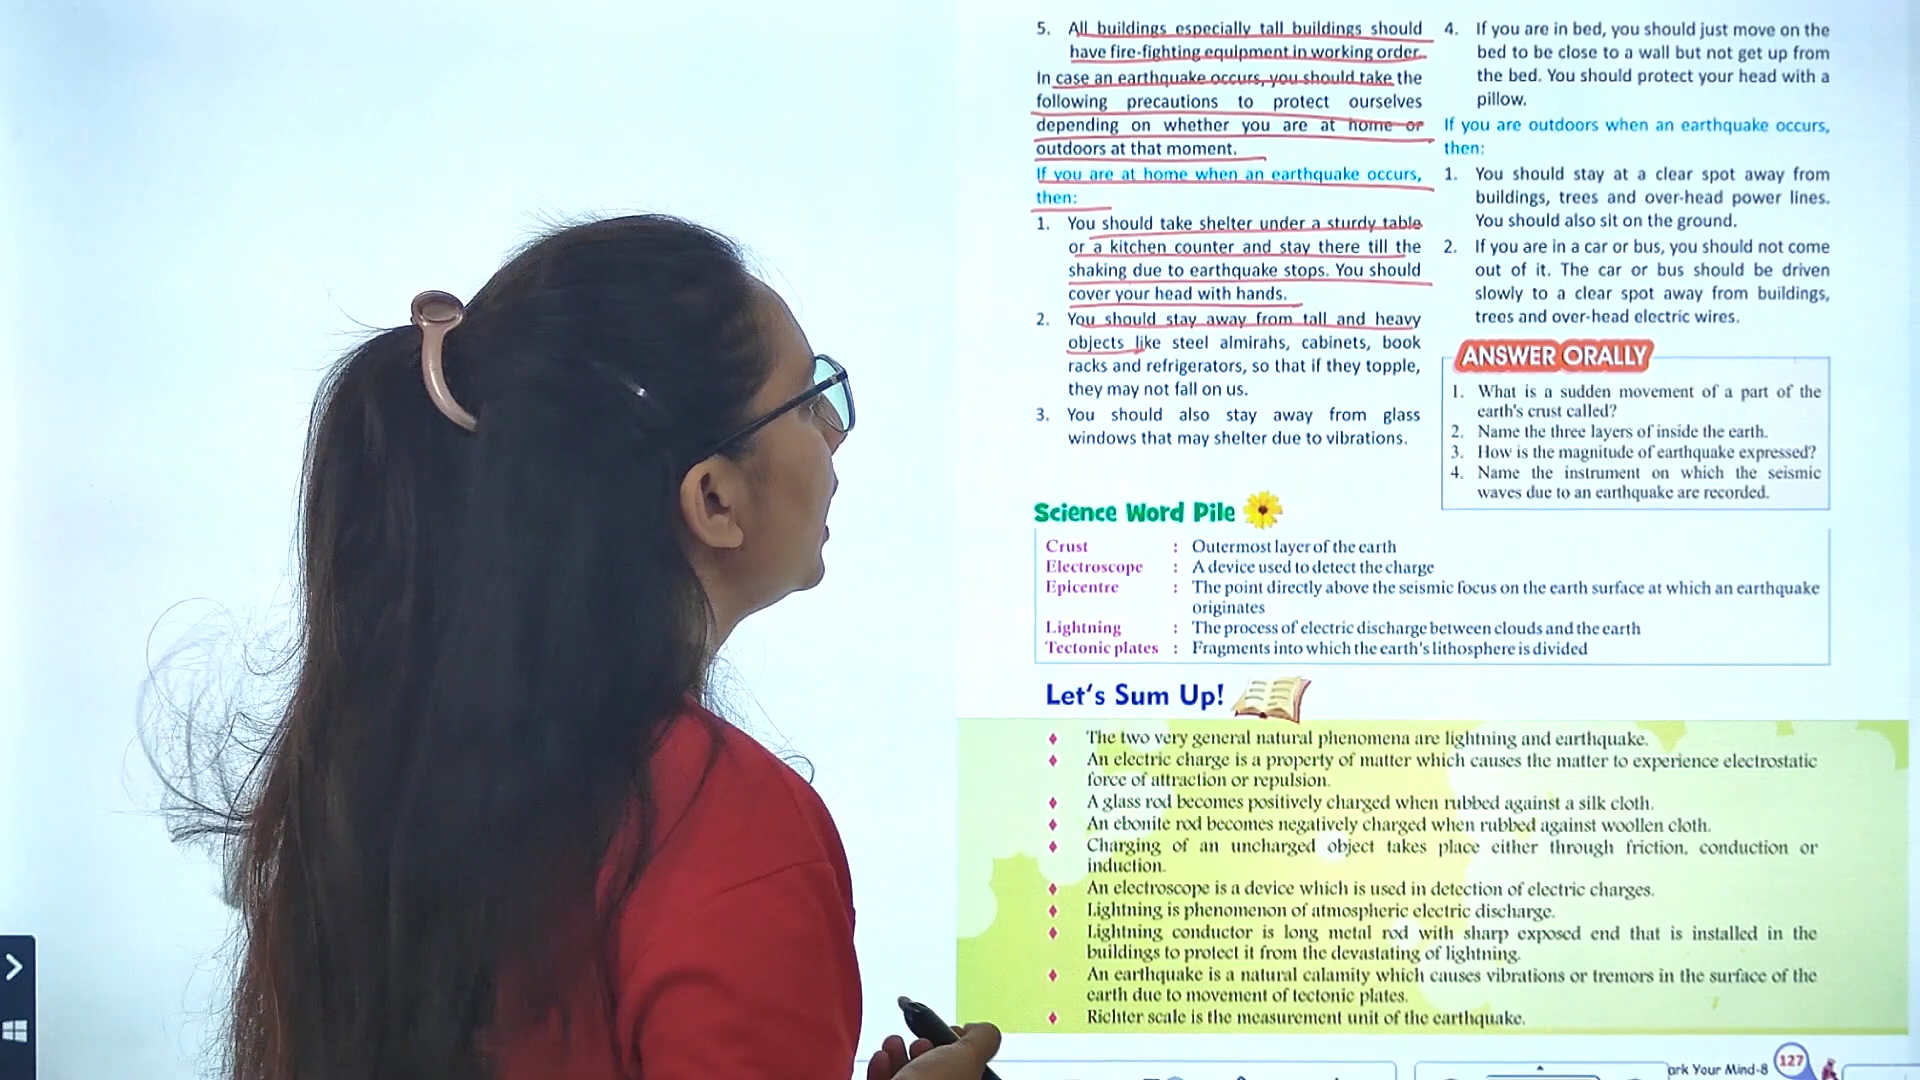 5. All buildings especially tall buildings should
have fire-fighting equipment in working order.
In case an earthquake occurs, you should take the
following precautions to protect ourselves
depending on whether you are at home or
outdoors at that moment.
If you are at home when an earthquake occurs,
then:
1. You should take shelter under a sturdy table
or a kitchen counter and stay there till the
shaking due to earthquake stops. You should
cover your head with hands.
2. You should stay away from tall and heavy
objects like steel almirahs, cabinets, book
racks and refrigerators, so that if they topple,
they may not fall on us.
3. You should also stay away from glass
windows that may shelter due to vibrations.
4. If you are in bed, you should just move on the
bed to be close to a wall but not get up from
the bed. You should protect your head with a
pillow.
If you are outdoors when an earthquake occurs,
then:
1. You should stay at a clear spot away from
buildings, trees and over-head power lines.
You should also sit on the ground.
2. If you are in a car or bus, you should not come
out of it. The car or bus should be driven
slowly to a clear spot away from buildings,
trees and over-head electric wires.
ANSWER ORALLY
1. What is a sudden movement of a part of the
earth's crust called?
2. Name the three layers of inside the earth.
3. How is the magnitude of earthquake expressed?
4. Name the instrument on which the seismic
waves due to an earthquake are recorded.
Science Word Pile
Crust : Outermost layer of the earth
Electroscope : A device used to detect the charge
Epicentre : The point directly above the seismic focus on the earth surface at which an earthquake
originates
Lightning : The process of electric discharge between clouds and the earth
Tectonic plates : Fragments into which the earth's lithosphere is divided
Let's Sum Up!
The two very general natural phenomena are lightning and earthquake.
An electric charge is a property of matter which causes the matter to experience electrostatic
force of attraction or repulsion.
A glass rod becomes positively charged when rubbed against a silk cloth.
An ebonite rod becomes negatively charged when rubbed against woollen cloth.
Charging of an uncharged object takes place either through friction, conduction or
induction.
An electroscope is a device which is used in detection of electric charges.
Lightning is phenomenon of atmospheric electric discharge.
Lightning conductor is long metal rod with sharp exposed end that is installed in the
buildings to protect it from the devastating of lightning.
An earthquake is a natural calamity which causes vibrations or tremors in the surface of the
earth due to movement of tectonic plates.
Richter scale is the measurement unit of the earthquake.
ark Your Mind-8 127